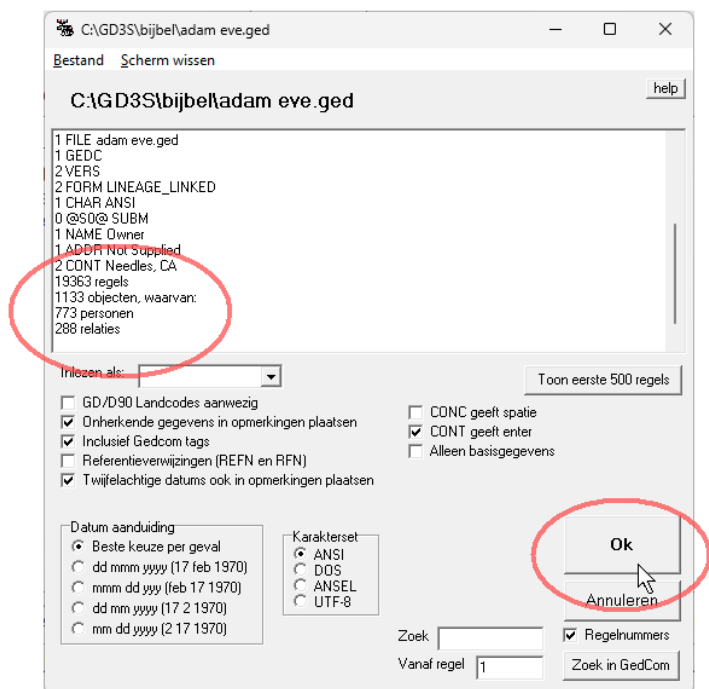 C:\GD3S\bijbel\adam eve.ged
Bestand Scherm wissen
C:\GD3S\bijbel\adam eve.ged
help
1 FILE adam eve.ged
1 GEDC
2 VERS
2 FORM LINEAGE_LINKED
1 CHAR ANSI
0 @S0@ SUBM
1 NAME Owner
1 ADDR Not Supplied
2 CONT Needles, CA
19363 regels
1133 objecten, waarvan:
773 personen
288 relaties
Inlezen als:
Toon eerste 500 regels
GD/D90 Landcodes aanwezig
Onherkende gegevens in opmerkingen plaatsen
Inclusief Gedcom tags
Referentieverwijzingen (REFN en RFN)
Twijfelachtige datums ook in opmerkingen plaatsen
CONC geeft spatie
CONT geeft enter
Alleen basisgegevens
Datum aanduiding
Beste keuze per geval
dd mmm yyyy (17 feb 1970)
mmm dd yyy (feb 17 1970)
dd mm yyyy (17 2 1970)
mm dd yyyy (2 17 1970)
Karakterset
ANSI
DOS
ANSEL
UTF-8
Ok
Annuleren
Zoek
Regelnummers
Vanaf regel 1
Zoek in GedCom